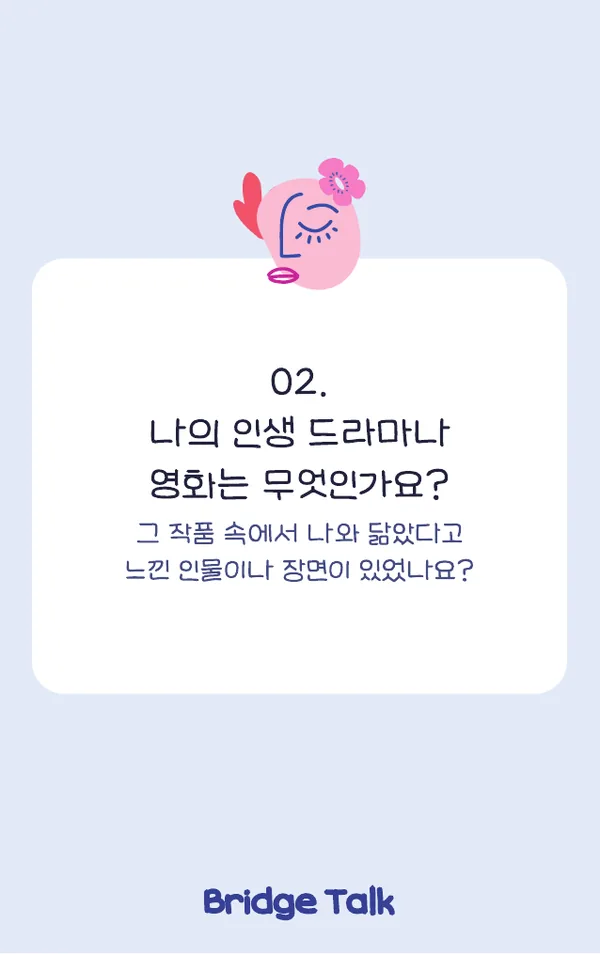 02.
나의 인생 드라마나
영화는 무엇인가요?
그 작품 속에서 나와 닮았다고
느낀 인물이나 장면이 있었나요?
Bridge Talk